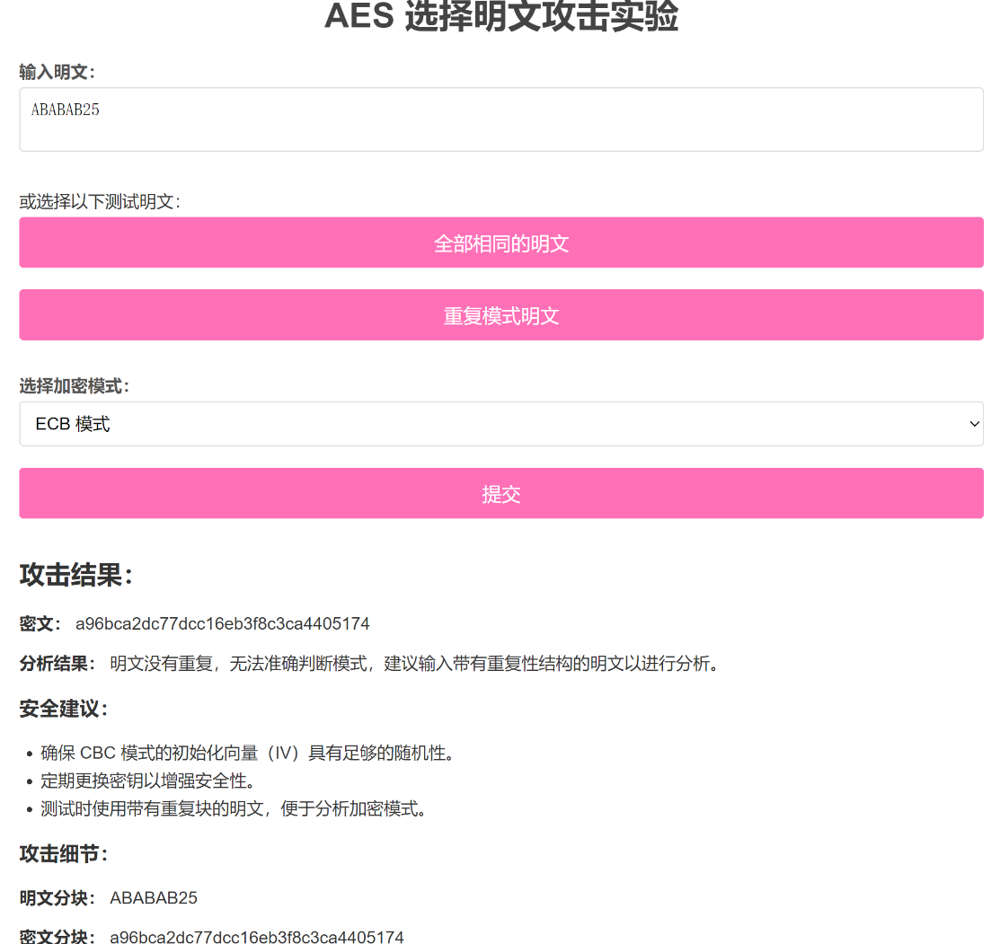 AES 选择明文攻击实验
输入明文：
ABABAB25
或选择以下测试明文：
全部相同的明文
重复模式明文
选择加密模式：
ECB 模式
提交
攻击结果：
密文： a96bca2dc77dcc16eb3f8c3ca4405174
分析结果： 明文没有重复，无法准确判断模式，建议输入带有重复性结构的明文以进行分析。
安全建议：
• 确保 CBC 模式的初始化向量（IV）具有足够的随机性。
• 定期更换密钥以增强安全性。
• 测试时使用带有重复块的明文，便于分析加密模式。
攻击细节：
明文分块： ABABAB25
密文分块： a96bca2dc77dcc16eb3f8c3ca4405174